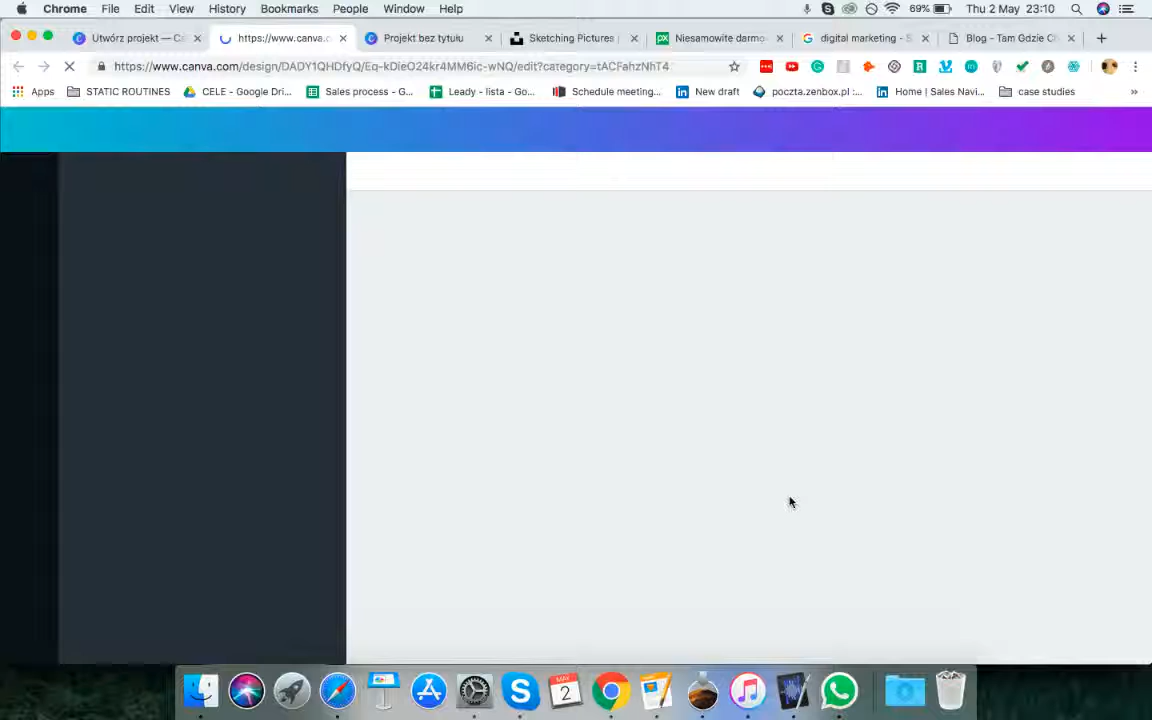 Chrome File Edit View History Bookmarks People Window Help 69% Thu 2 May 23:10
Utwórz projekt — Ca https://www.canva.c Projekt bez tytułu Sketching Pictures Niesamowite darmo digital marketing - S Blog - Tam Gdzie C
https://www.canva.com/design/DADY1QHDfyQ/Eq-kDieO24kr4MM6ic-wNQ/edit?category=tACFahzNhT4
Apps STATIC ROUTINES CELE - Google Dri... Sales process - G... Leady - lista - Go... Schedule meeting... New draft poczta.zenbox.pl :... Home | Sales Navi... case studies »
MAY
2